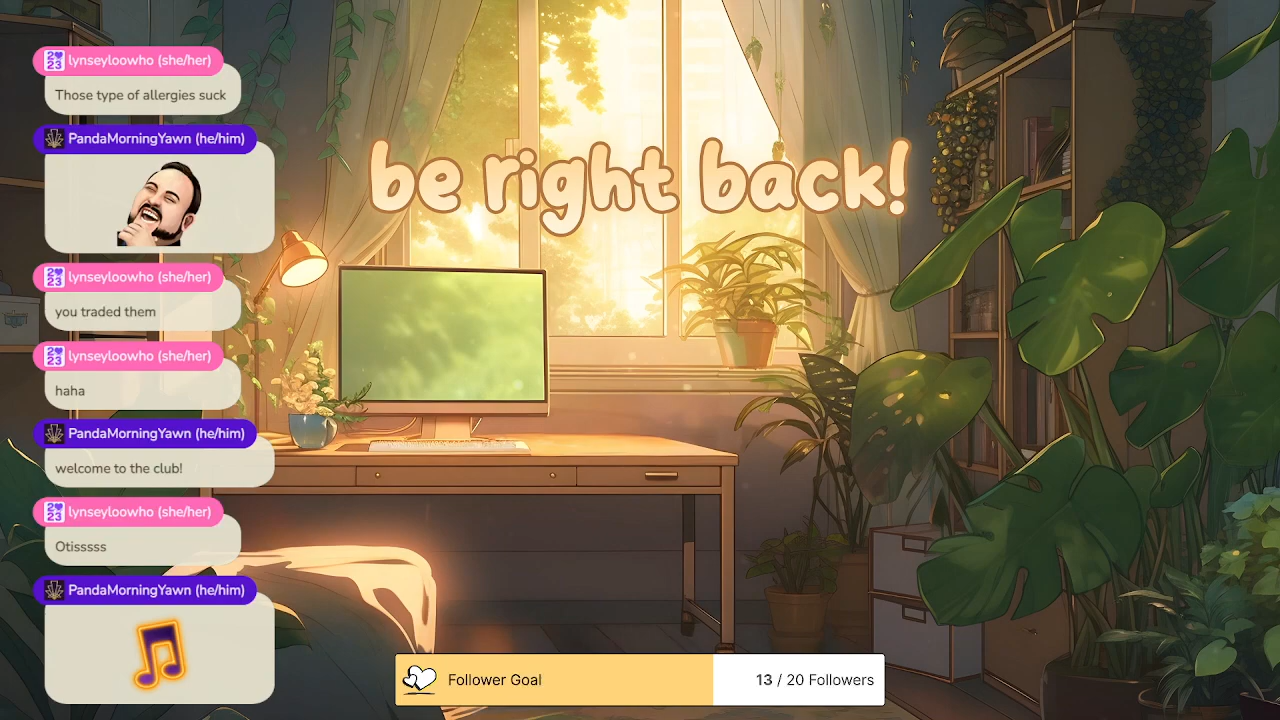 lynseyloowho (she/her)
Those type of allergies suck
PandaMorningYawn (he/him)
lynseyloowho (she/her)
you traded them
lynseyloowho (she/her)
haha
PandaMorningYawn (he/him)
welcome to the club!
lynseyloowho (she/her)
Otisssss
PandaMorningYawn (he/him)
be right back!
Follower Goal
13 / 20 Followers